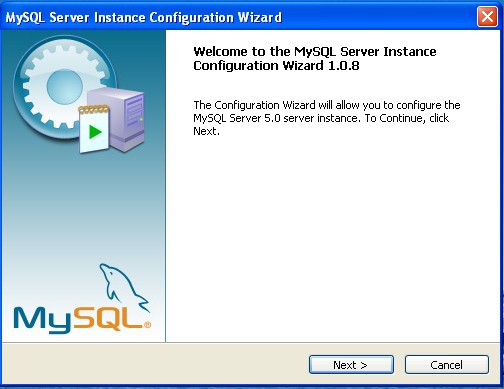 MySQL Server Instance Configuration Wizard
Welcome to the MySQL Server Instance
Configuration Wizard 1.0.8
The Configuration Wizard will allow you to configure the
MySQL Server 5.0 server instance. To Continue, click
Next.
MySQL®
Next >
Cancel